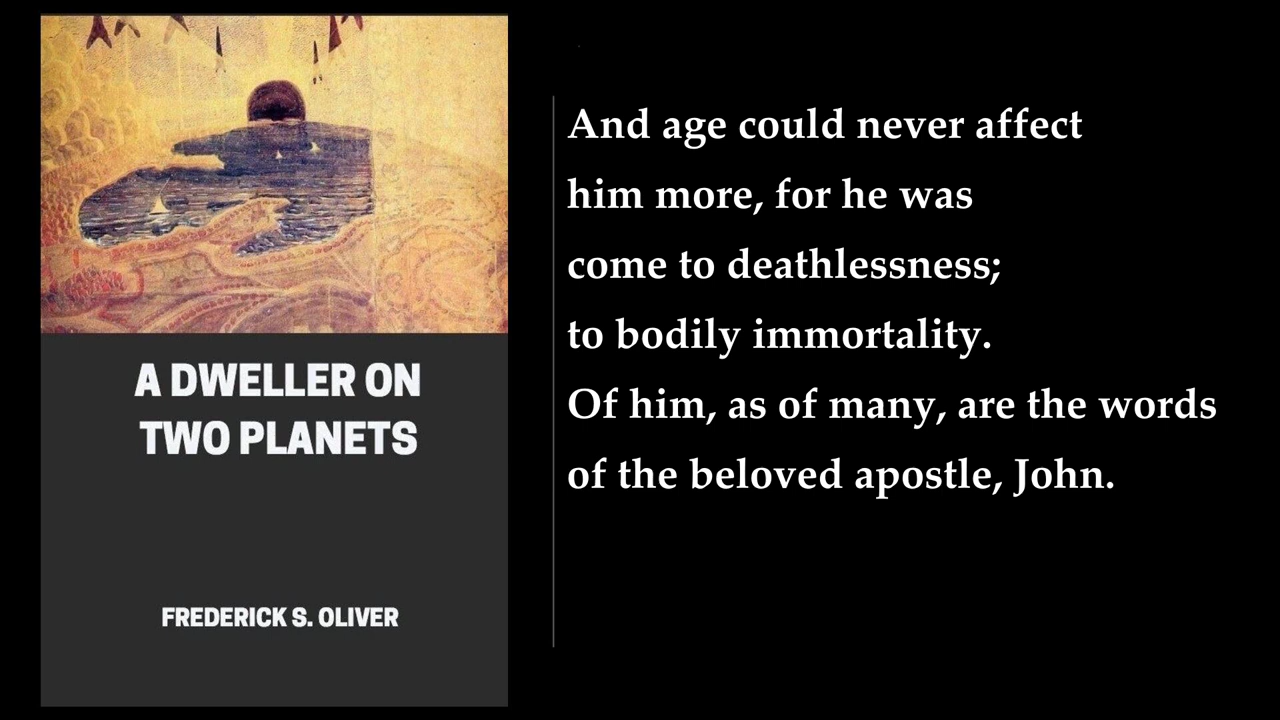 A DWELLER ON
TWO PLANETS
FREDERICK S. OLIVER
And age could never affect
him more, for he was
come to deathlessness;
to bodily immortality.
Of him, as of many, are the words
of the beloved apostle, John.